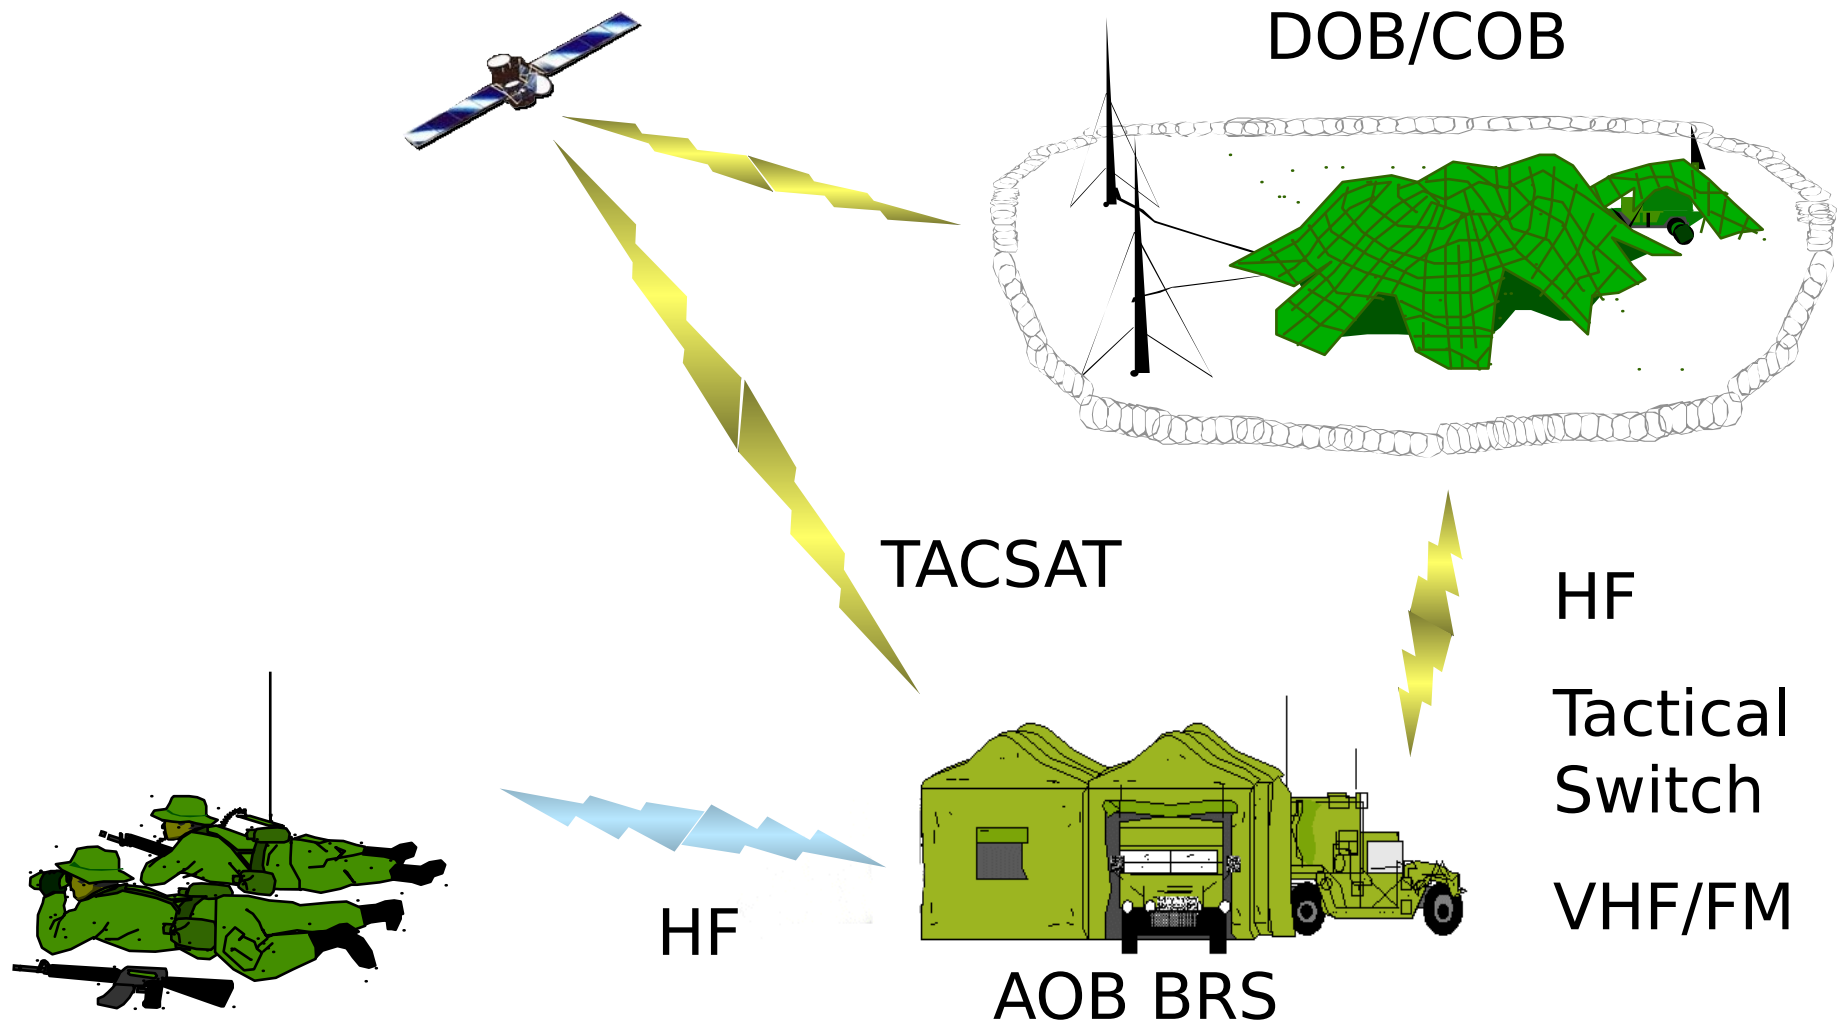 DOB/COB
TACSAT
HF
Tactical
Switch
VHF/FM
HF
AOB BRS